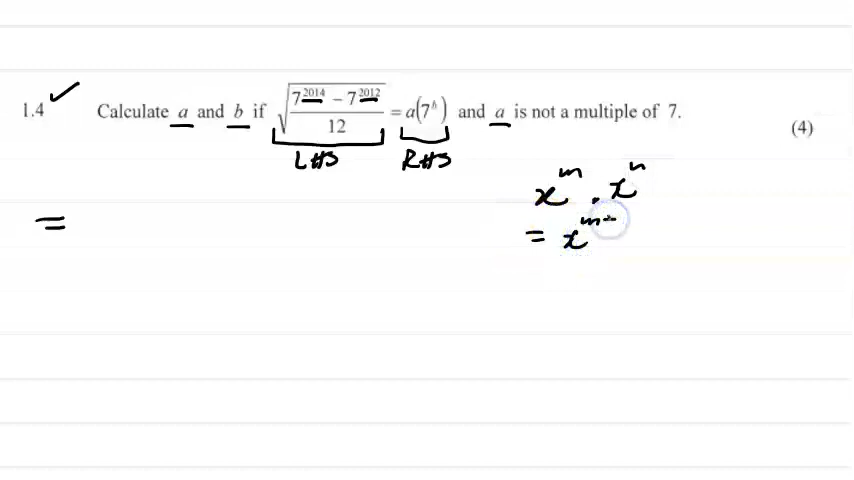 1.4 ✓ Calculate a and b if √((7^2014 − 7^2012)/12) = a(7^b) and a is not a multiple of 7.
(4)
LHS RHS
x^m . x^n
=
= x^m+